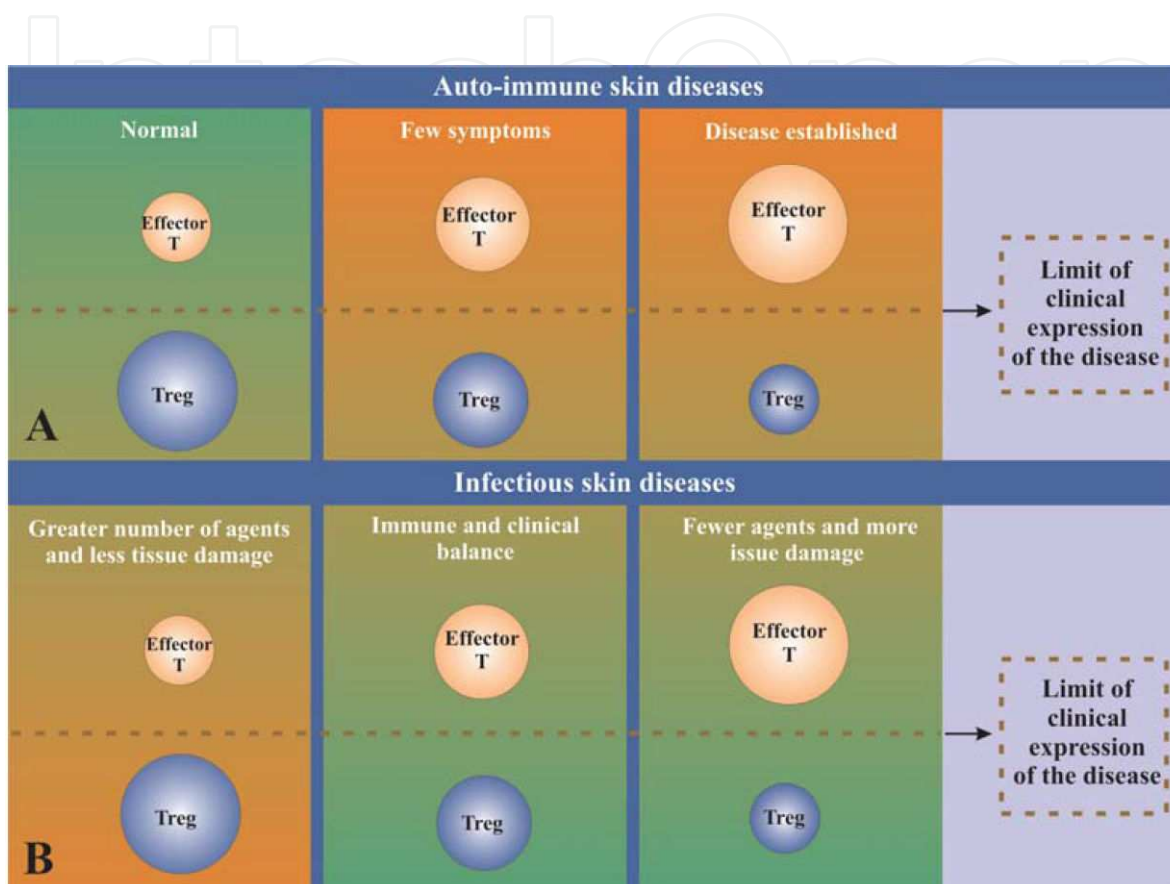 Auto-immune skin diseases
Normal
Few symptoms
Disease established
Effector
T
Effector
T
Effector
T
Treg
Treg
Treg
A
Limit of
clinical
expression
of the disease
Infectious skin diseases
Greater number of agents
and less tissue damage
Immune and clinical
balance
Fewer agents and more
issue damage
Effector
T
Effector
T
Effector
T
Treg
Treg
Treg
B
Limit of
clinical
expression
of the disease